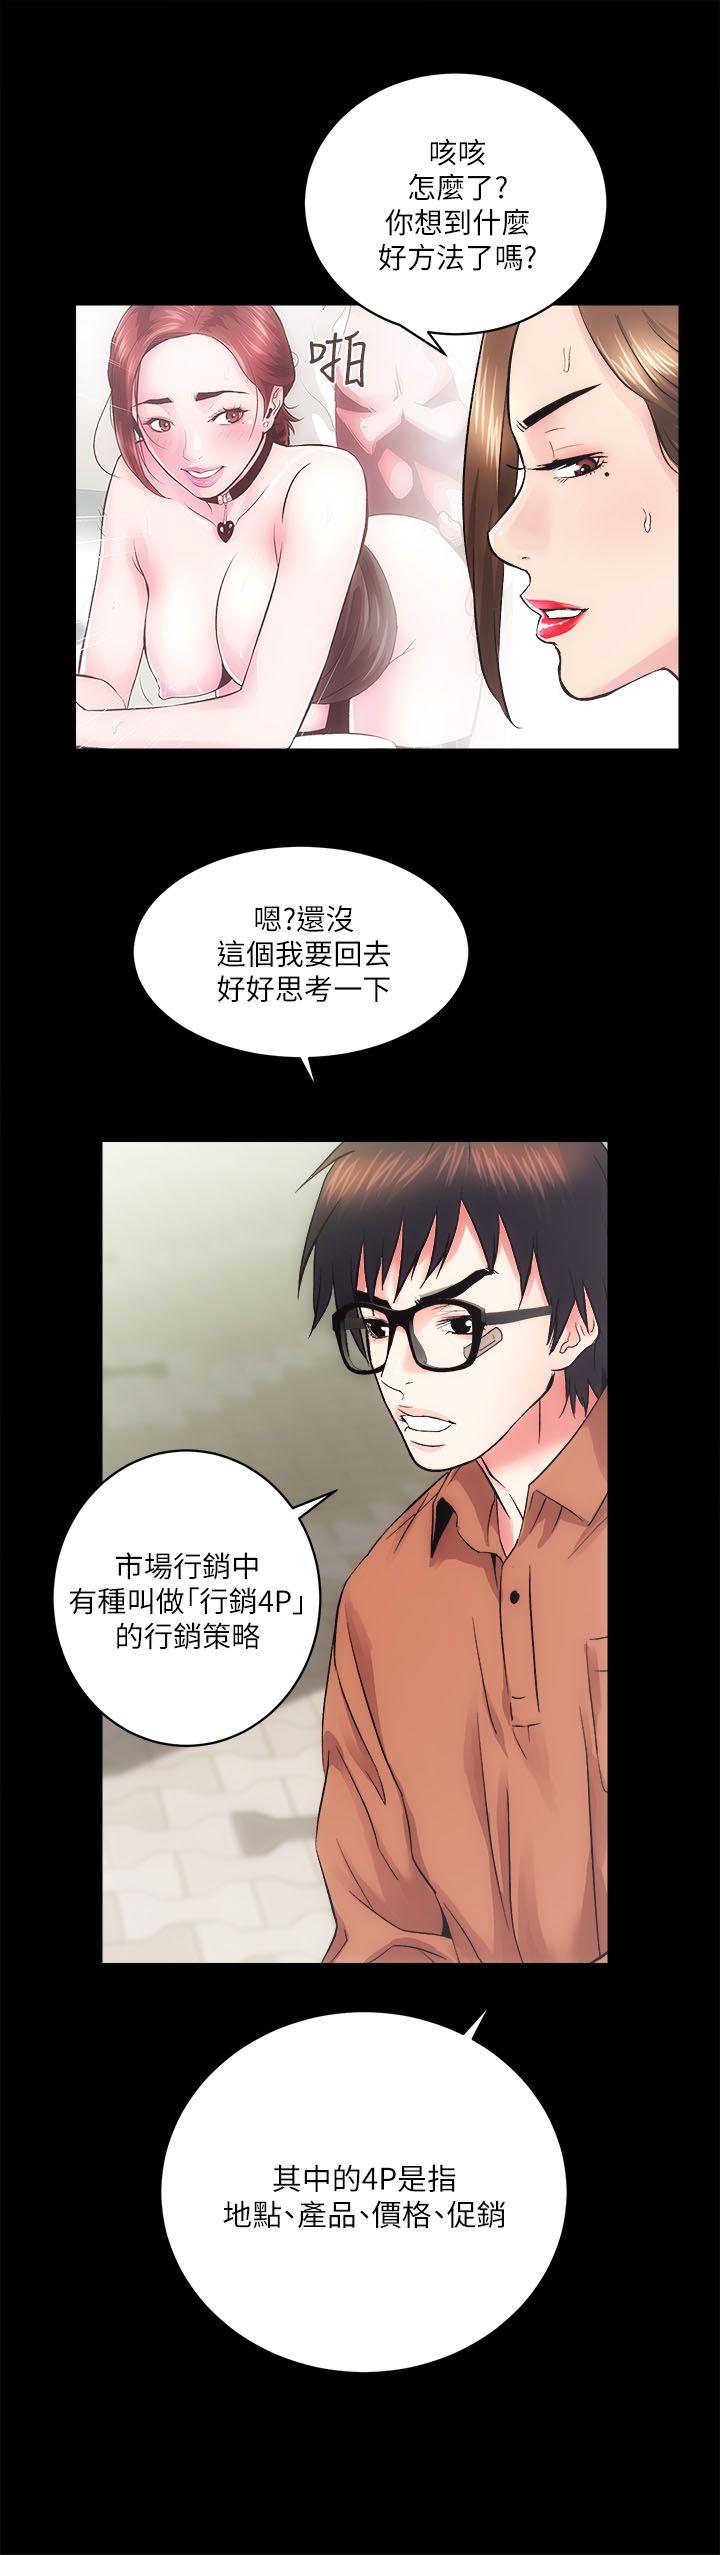 咳咳
怎麼了?
你想到什麼
好方法了嗎?
啪
嗯?還沒
這個我要回去
好好思考一下
市場行銷中
有種叫做「行銷4P」
的行銷策略
其中的4P是指
地點、產品、價格、促銷